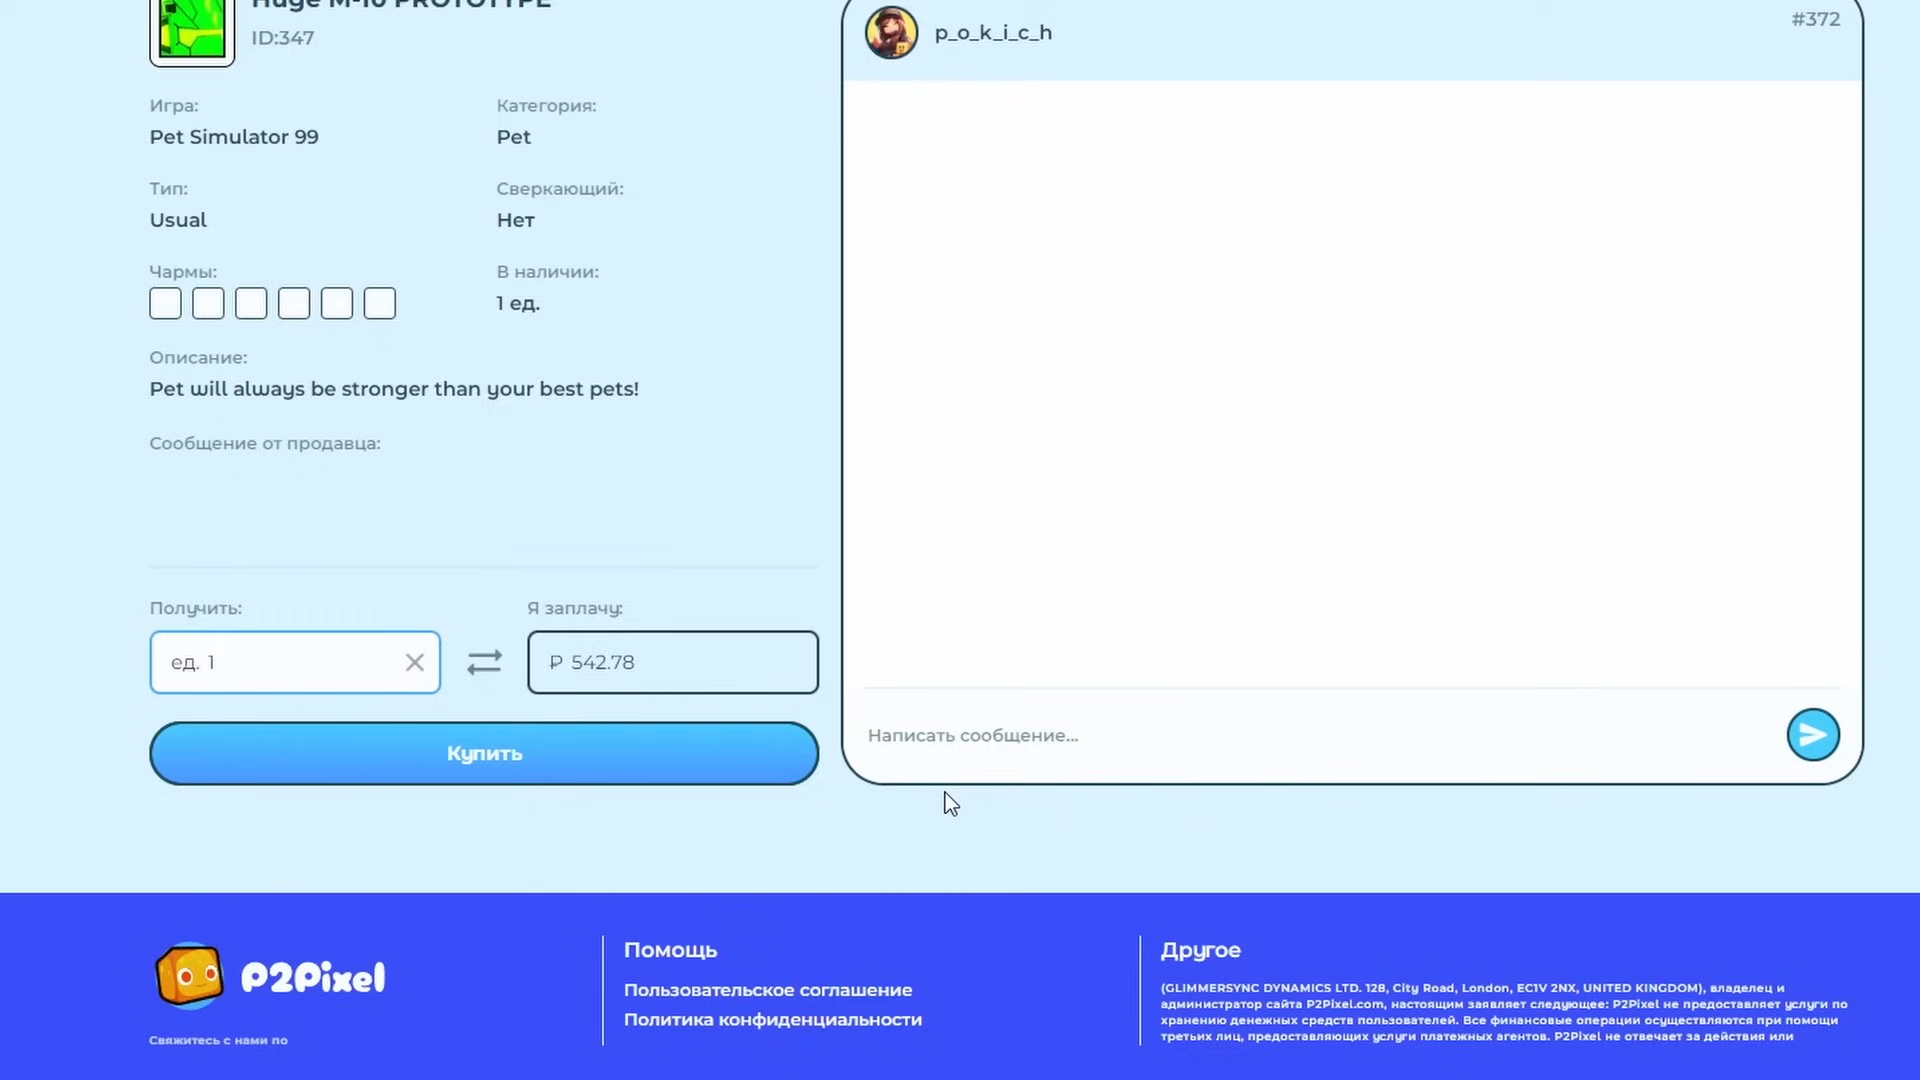 Huge M-10 PROTOTYPE
ID:347
Игра:
Pet Simulator 99
Категория:
Pet
Тип:
Usual
Сверкающий:
Нет
Чармы:
В наличии:
1 ед.
Описание:
Pet will always be stronger than your best pets!
Сообщение от продавца:
Получить:
ед. 1
Я заплачу:
₽ 542.78
Купить
p_o_k_i_c_h
#372
Написать сообщение...
P2Pixel
Свяжитесь с нами по
Помощь
Пользовательское соглашение
Политика конфиденциальности
Другое
(GLIMMERSYNC DYNAMICS LTD. 128, City Road, London, EC1V 2NX, UNITED KINGDOM), владелец и
администратор сайта P2Pixel.com, настоящим заявляет следующее: P2Pixel не предоставляет услуги по
хранению денежных средств пользователей. Все финансовые операции осуществляются при помощи
третьих лиц, предоставляющих услуги платежных агентов. P2Pixel не отвечает за действия или